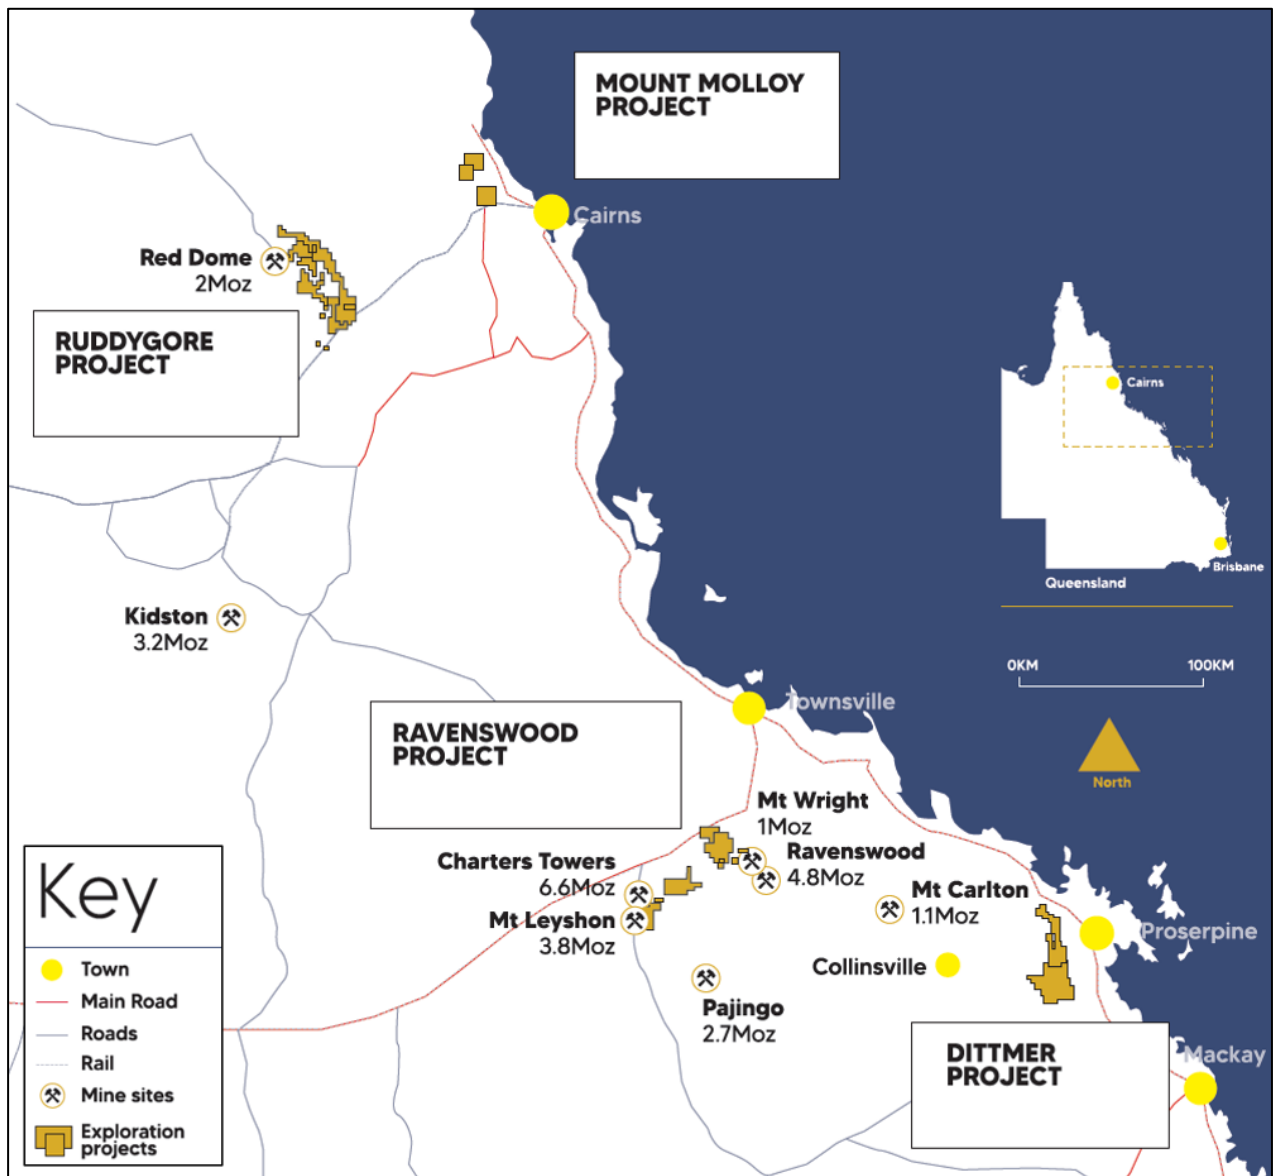 MOUNT MOLLOY
PROJECT
Cairns
Red Dome
2Moz
RUDDYGORE
PROJECT
Cairns
Brisbane
Queensland
Kidston
3.2Moz
0KM
100KM
Townsville
RAVENSWOOD
PROJECT
North
Mt Wright
1Moz
Ravenswood
4.8Moz
Charters Towers
6.6Moz
Mt Leyshon
3.8Moz
Mt Carlton
1.1Moz
Proserpine
Collinsville
Pajingo
2.7Moz
DITTMER
PROJECT
Mackay
Key
Town
Main Road
Roads
Rail
Mine sites
Exploration
projects